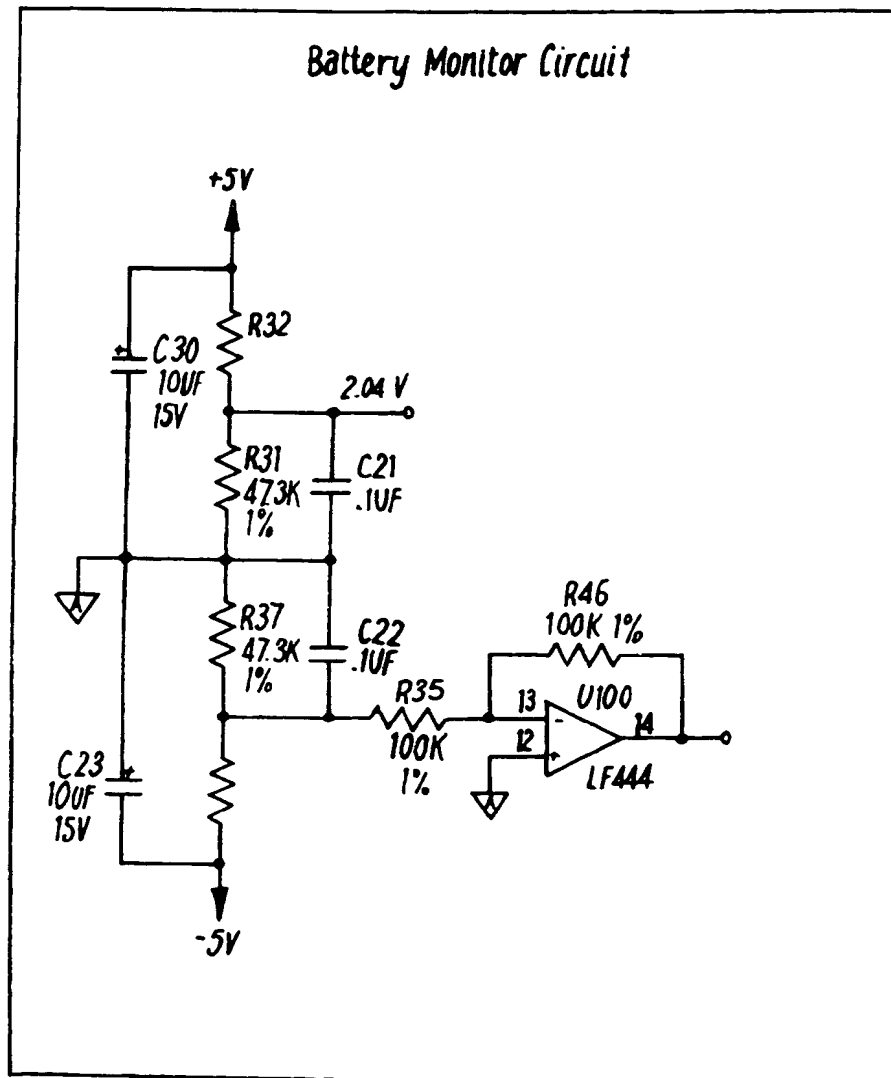 Battery Monitor Circuit
+5V
R32
+
C30
10UF
15V
2.04 V
R31
47.3K
1%
C21
.1UF
R37
47.3K
1%
C22
.1UF
R46
100K 1%
R35
100K
1%
13
U100
-
14
12
+
LF444
+
C23
10UF
15V
-5V